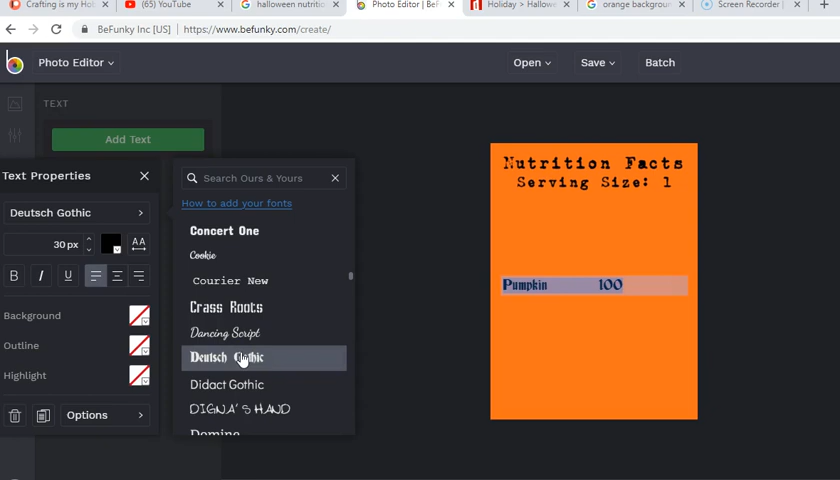 Crafting is my Hob
(65) YouTube
halloween nutritio
Photo Editor | BeF
Holiday > Hallowe
orange backgroun
Screen Recorder |
BeFunky Inc [US] | https://www.befunky.com/create/
Photo Editor
Open
Save
Batch
TEXT
Add Text
Text Properties
Deutsch Gothic
30 px
AA
B I U
Background
Outline
Highlight
Options
Search Ours & Yours
How to add your fonts
Concert One
Cookie
Courier New
Crass Roots
Dancing Script
Deutsch Gothic
Didact Gothic
DIGNA'S HAND
Domine
Nutrition Facts
Serving Size: 1
Pumpkin 100